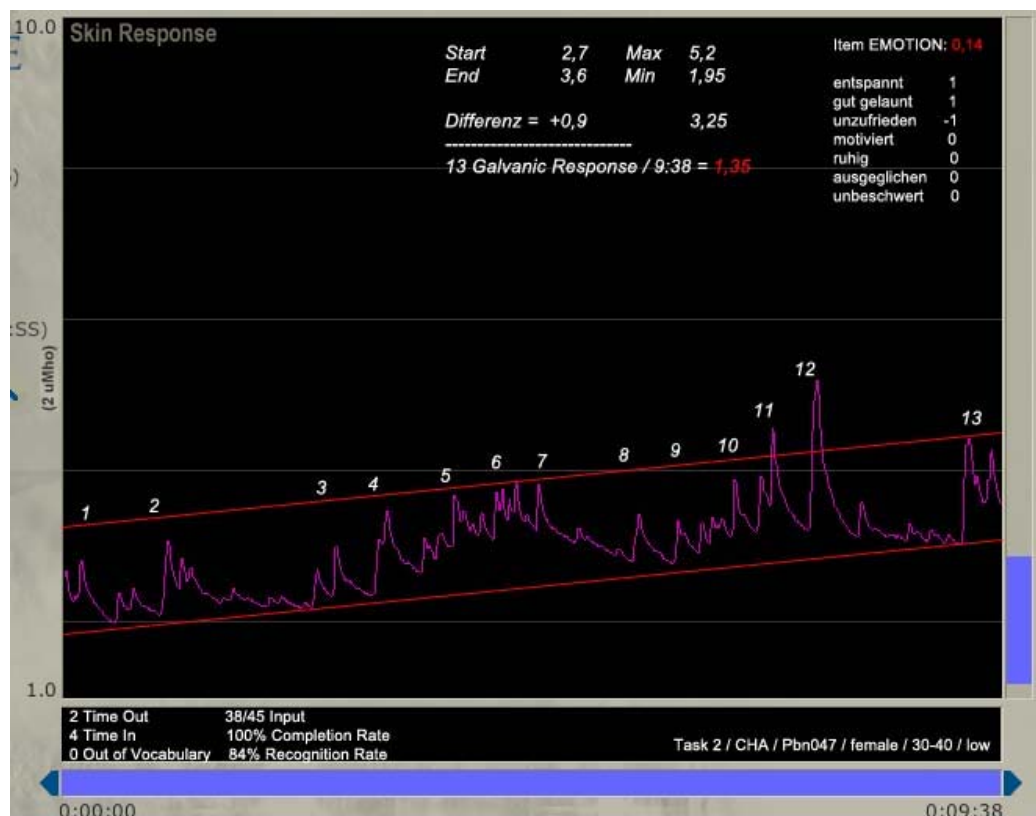 10.0
Skin Response
Start 2,7 Max 5,2
End 3,6 Min 1,95
Differenz = +0,9 3,25
------------------------------
13 Galvanic Response / 9:38 = 1,35
Item EMOTION: 0,14
entspannt 1
gut gelaunt 1
unzufrieden -1
motiviert 0
ruhig 0
ausgeglichen 0
unbeschwert 0
:SS)
(2 uMho)
1
2
3
4
5
6
7
8
9
10
11
12
13
1.0
2 Time Out 38/45 Input
4 Time In 100% Completion Rate
0 Out of Vocabulary 84% Recognition Rate
Task 2 / CHA / Pbn047 / female / 30-40 / low
0:00:00 0:09:38